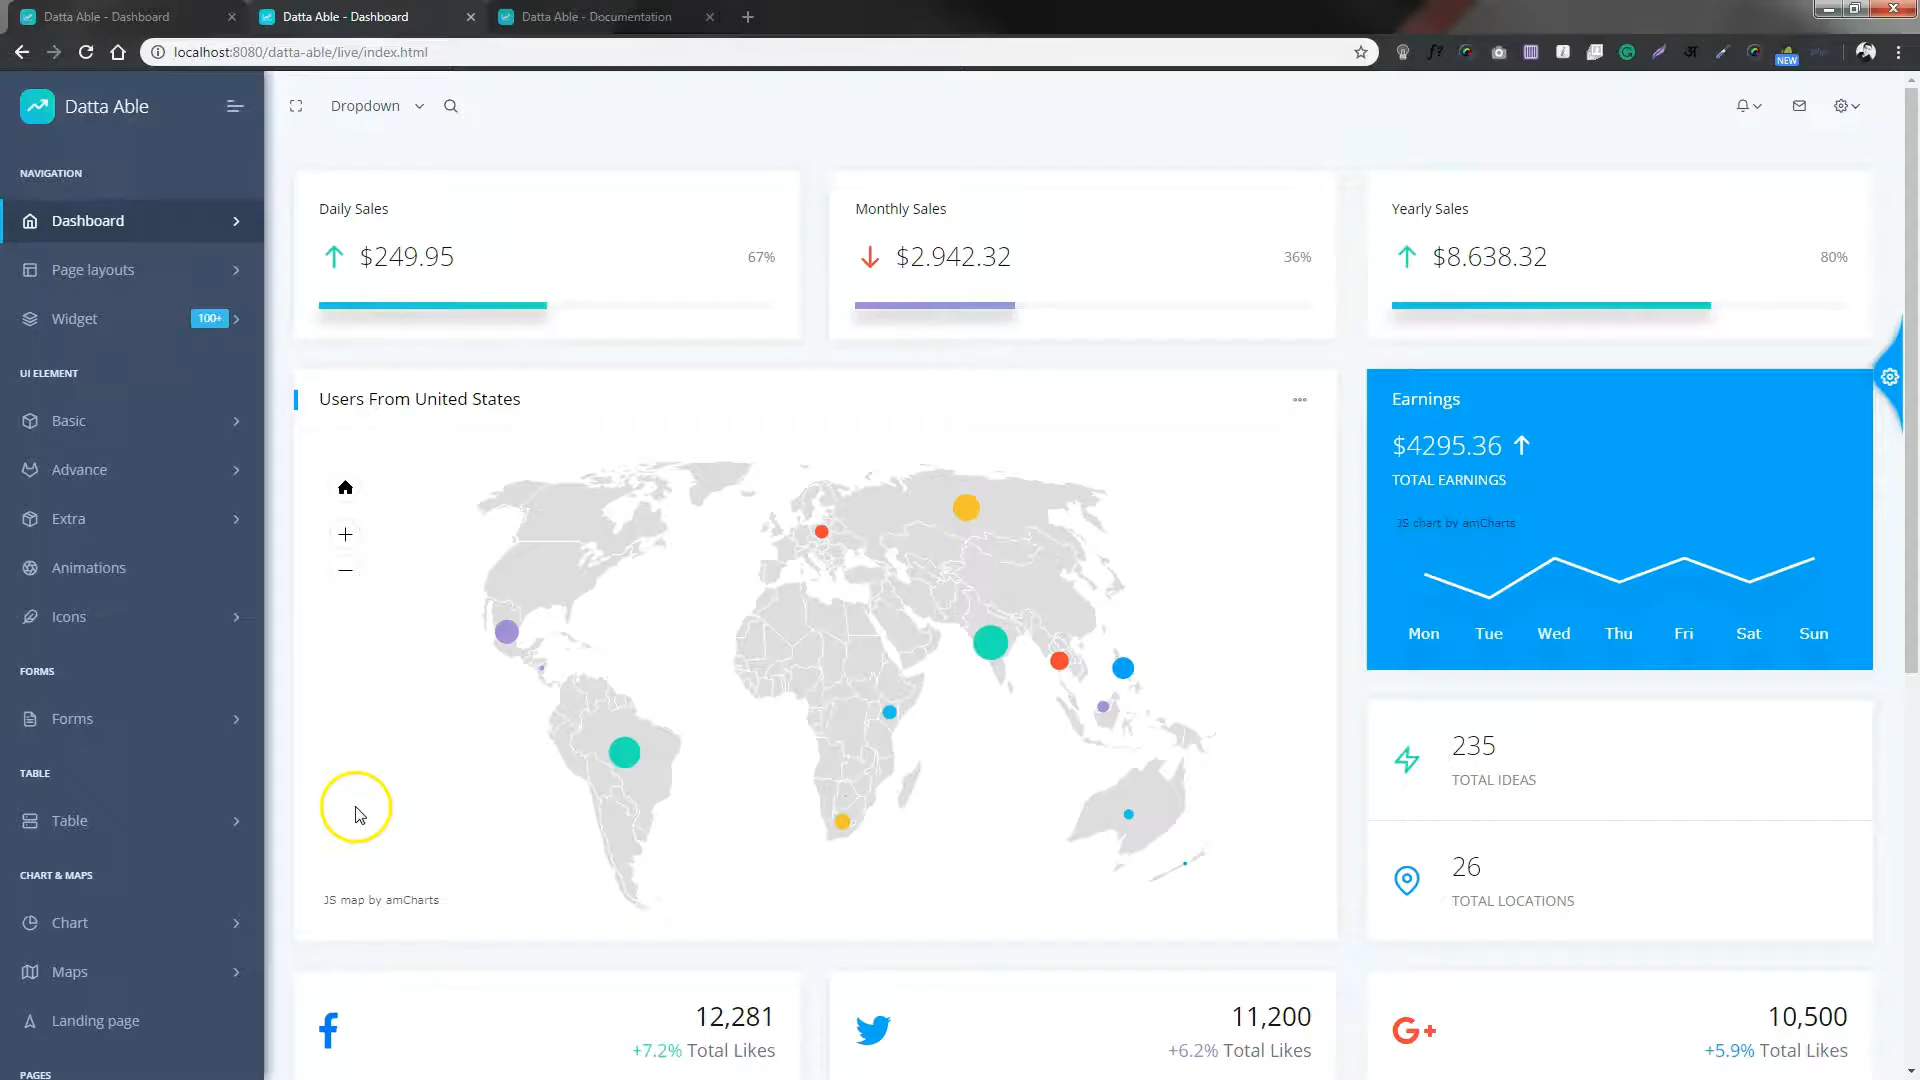 Datta Able - Dashboard
Datta Able - Dashboard
Datta Able - Documentation
localhost:8080/datta-able/live/index.html
NEW
Datta Able
Dropdown
NAVIGATION
Dashboard
Page layouts
Widget
100+
UI ELEMENT
Basic
Advance
Extra
Animations
Icons
FORMS
Forms
TABLE
Table
CHART & MAPS
Chart
Maps
Landing page
PAGES
Daily Sales
$249.95
67%
Monthly Sales
$2.942.32
36%
Yearly Sales
$8.638.32
80%
Users From United States
JS map by amCharts
Earnings
$4295.36
TOTAL EARNINGS
JS chart by amCharts
Mon Tue Wed Thu Fri Sat Sun
235
TOTAL IDEAS
26
TOTAL LOCATIONS
12,281
+7.2% Total Likes
11,200
+6.2% Total Likes
G+
10,500
+5.9% Total Likes